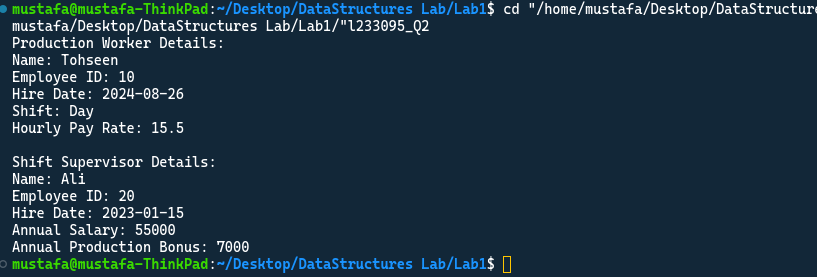 mustafa@mustafa-ThinkPad:~/Desktop/DataStructures Lab/Lab1$ cd "/home/mustafa/Desktop/DataStructure
mustafa/Desktop/DataStructures Lab/Lab1/"l233095_Q2
Production Worker Details:
Name: Tohseen
Employee ID: 10
Hire Date: 2024-08-26
Shift: Day
Hourly Pay Rate: 15.5
Shift Supervisor Details:
Name: Ali
Employee ID: 20
Hire Date: 2023-01-15
Annual Salary: 55000
Annual Production Bonus: 7000
mustafa@mustafa-ThinkPad:~/Desktop/DataStructures Lab/Lab1$